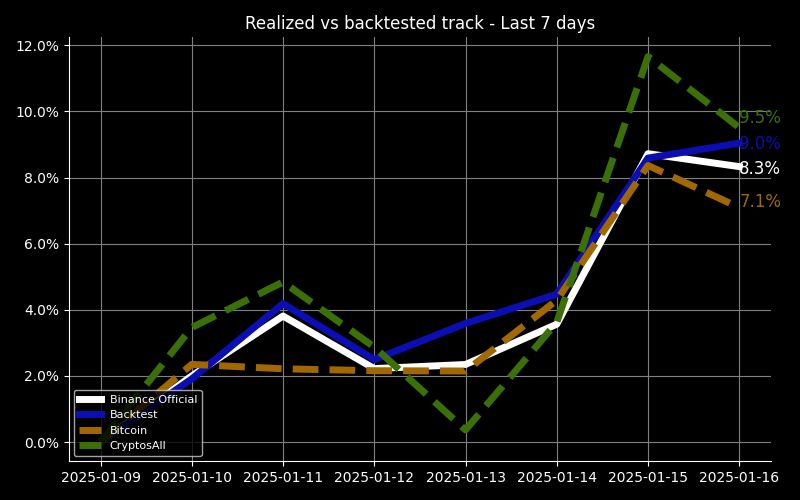 Realized vs backtested track - Last 7 days
12.0%
10.0%
8.0%
6.0%
4.0%
2.0%
0.0%
9.5%
9.0%
8.3%
7.1%
Binance Official
Backtest
Bitcoin
CryptosAll
2025-01-09 2025-01-10 2025-01-11 2025-01-12 2025-01-13 2025-01-14 2025-01-15 2025-01-16